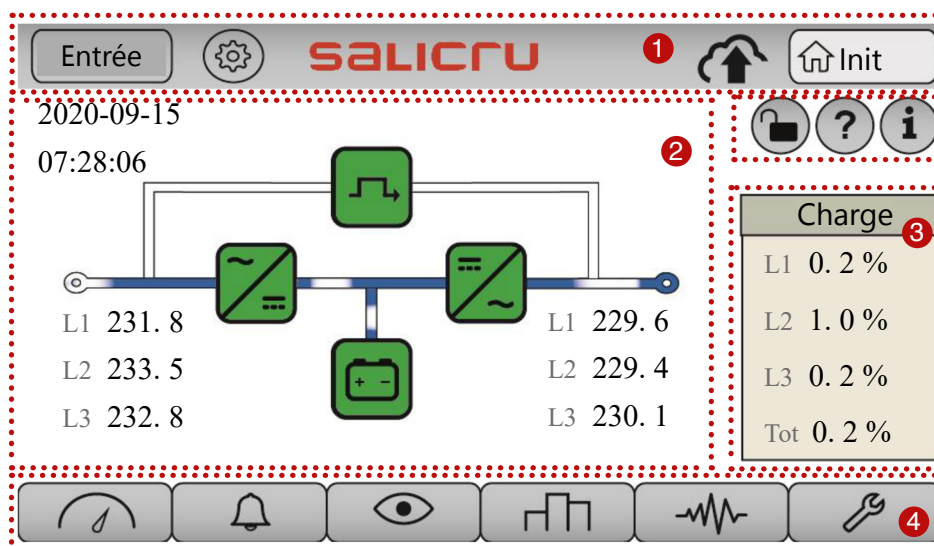 Entrée SALICRU 1 Init
2020-09-15
07:28:06
2
?
i
L1 231.8
L2 233.5
L3 232.8
L1 229.6
L2 229.4
L3 230.1
Charge
3
L1 0.2%
L2 1.0%
L3 0.2%
Tot 0.2%
4